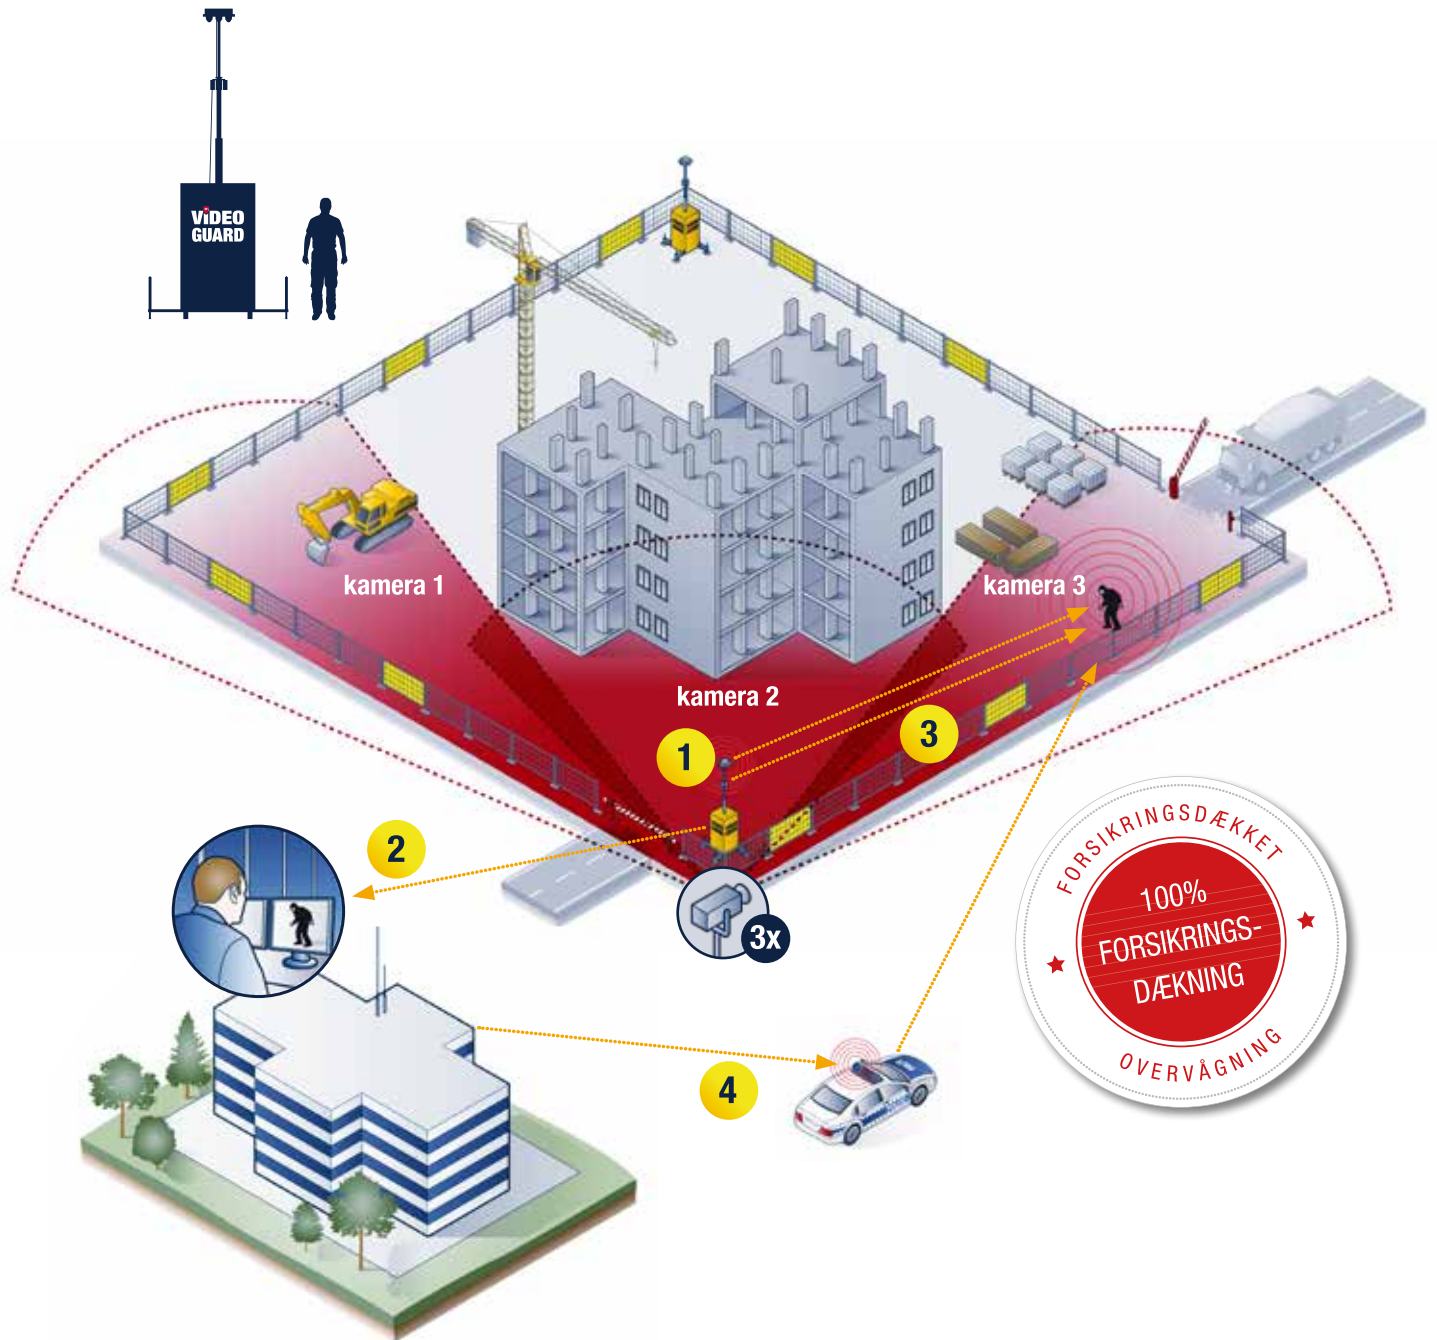 ViDEO
GUARD
kamera 1
kamera 3
kamera 2
1
3
2
3x
4
FORSIKRINGSDÆKKET
100%
FORSIKRINGS-
DÆKNING
OVERVÅGNING